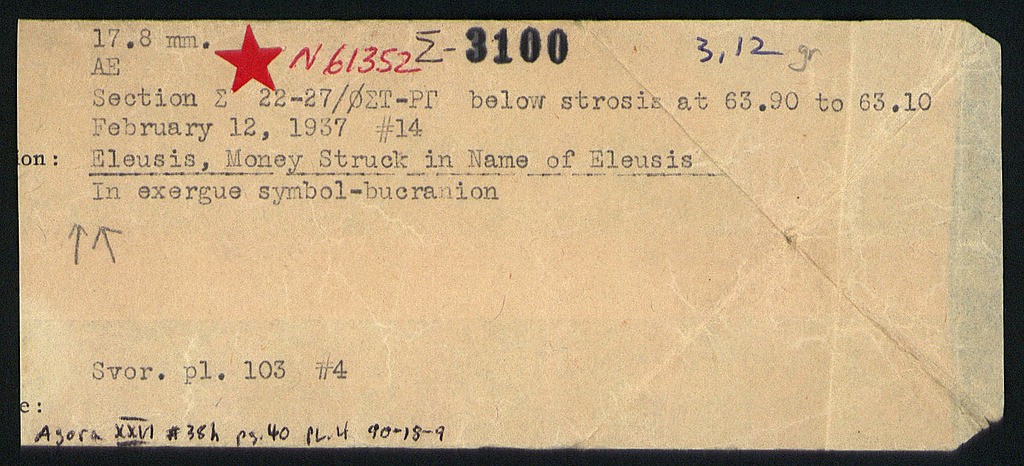 17.8 mm. N 61352 Σ-3100 3,12 gr
AE
Section Σ 22-27/ϘΣΤ-ΡΓ below strosis at 63.90 to 63.10
February 12, 1937 #14
on: Eleusis, Money Struck in Name of Eleusis
In exergue symbol-bucranion
↑↖
Svor. pl. 103 #4
e:
Agora XXVI #38h pg.40 pl.4 90-18-9